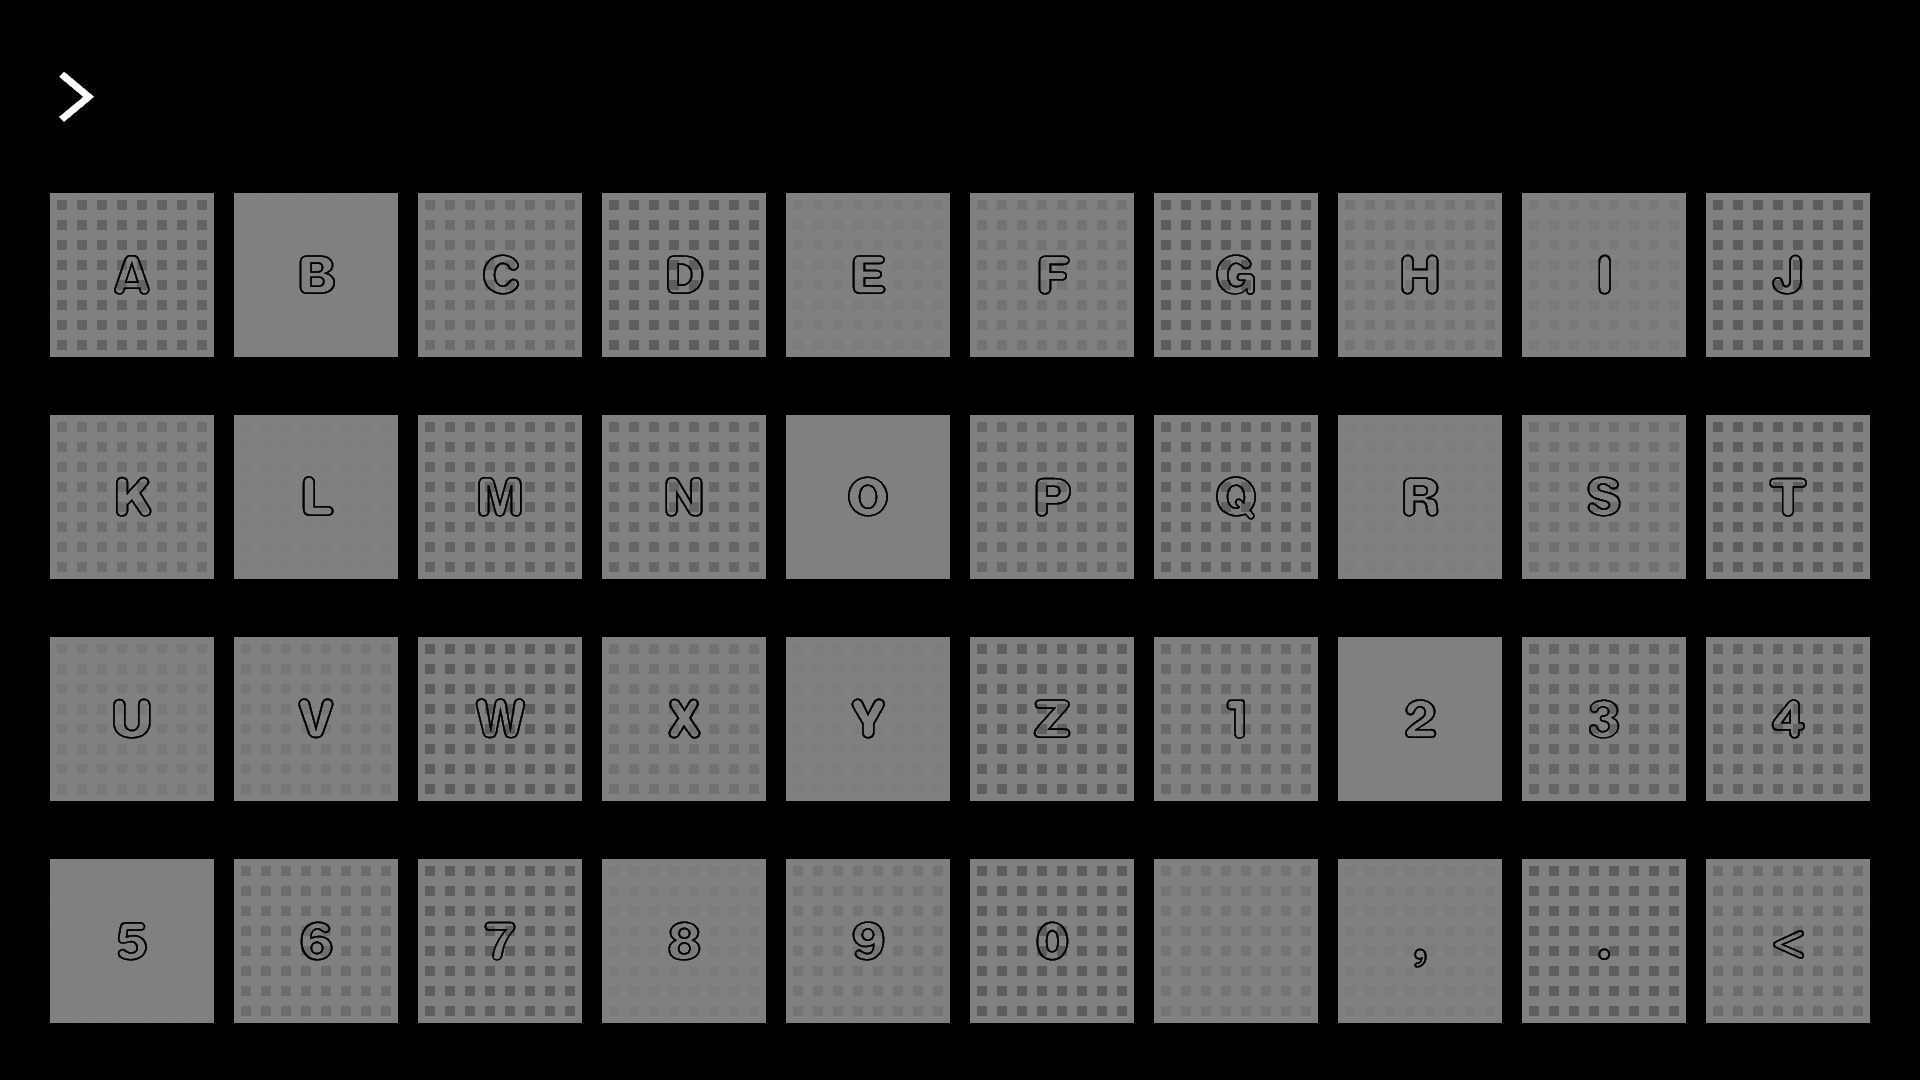 >
A B C D E F G H I J
K L M N O P Q R S T
U V W X Y Z 1 2 3 4
5 6 7 8 9 0 , . <